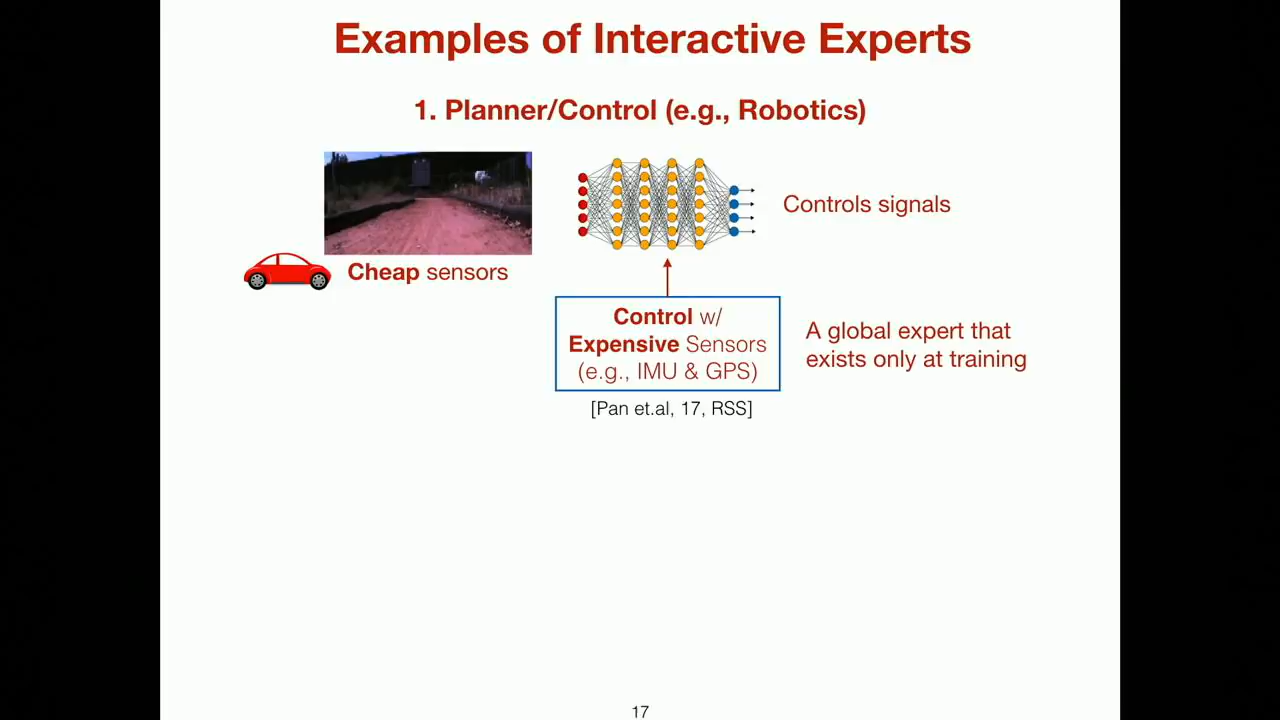 Examples of Interactive Experts
1. Planner/Control (e.g., Robotics)
Controls signals
Cheap sensors
Control w/
Expensive Sensors
(e.g., IMU & GPS)
A global expert that
exists only at training
[Pan et.al, 17, RSS]
17